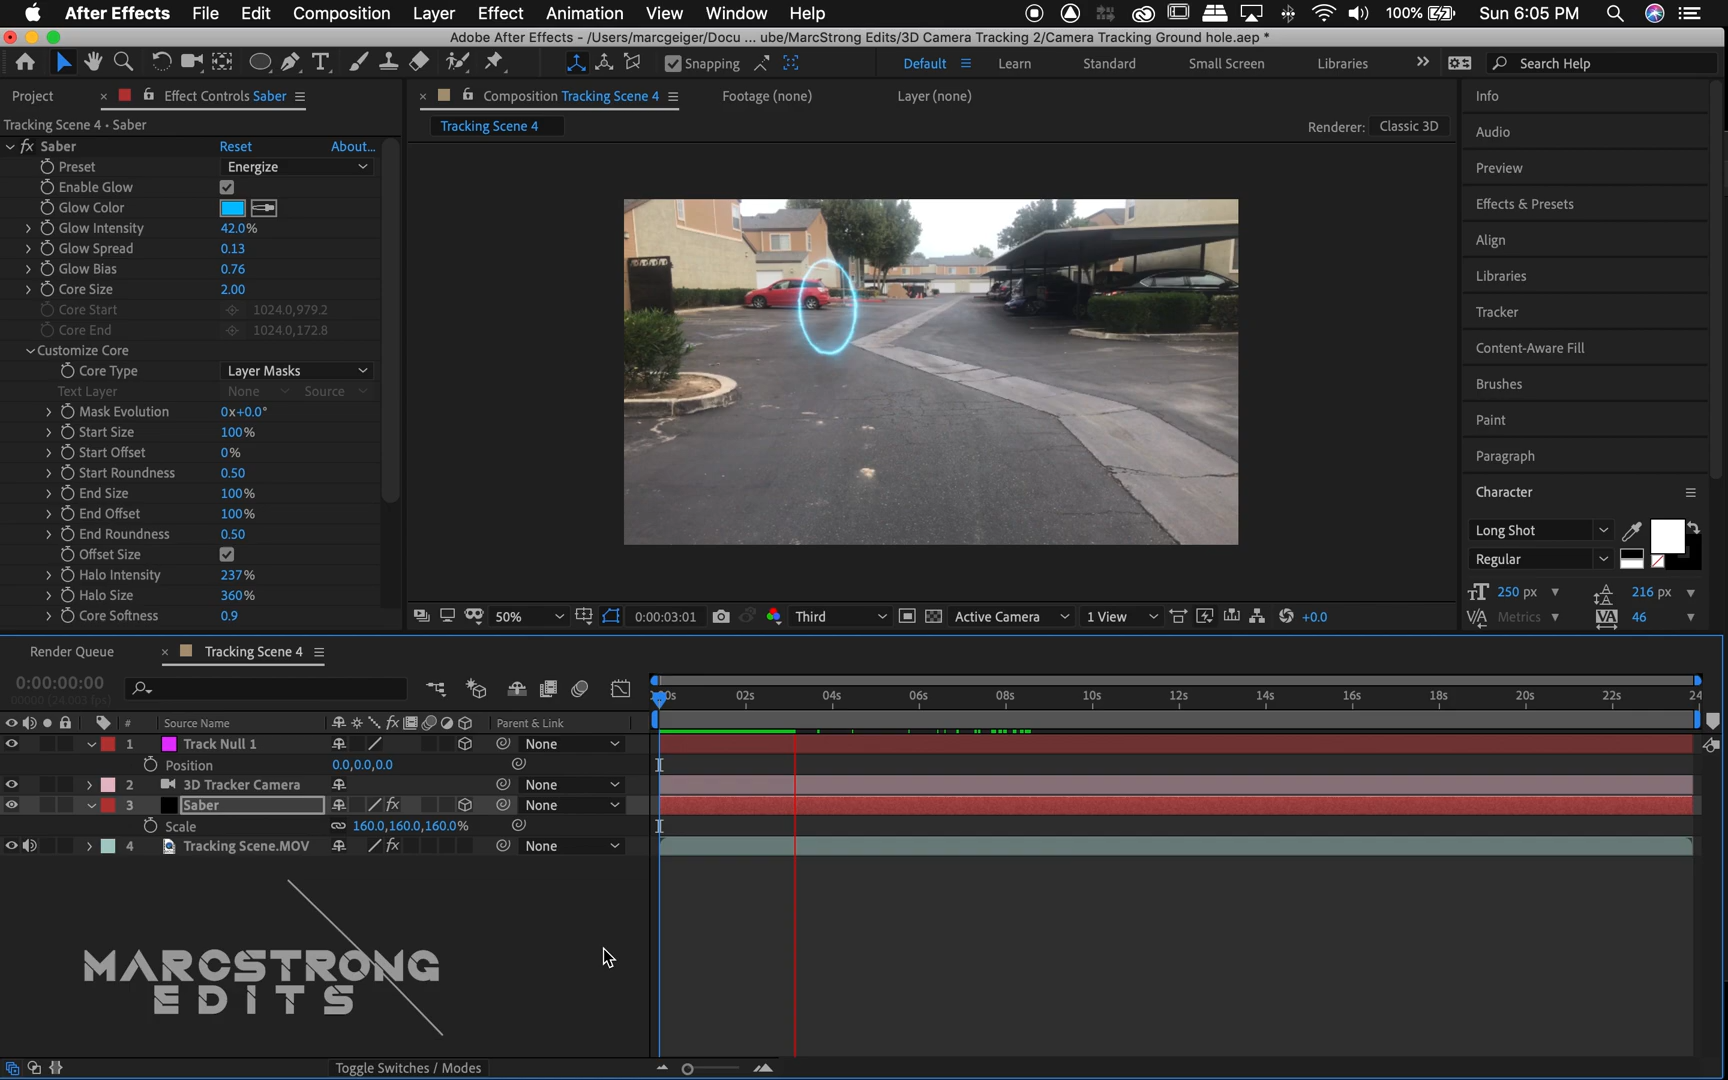 After Effects File Edit Composition Layer Effect Animation View Window Help 100% Sun 6:05 PM
Adobe After Effects - /Users/marcgeiger/Docu ... ube/MarcStrong Edits/3D Camera Tracking 2/Camera Tracking Ground hole.aep *
Snapping Default Learn Standard Small Screen Libraries Search Help
Project Effect Controls Saber Composition Tracking Scene 4 Footage (none) Layer (none) Info
Tracking Scene 4 • Saber Tracking Scene 4 Renderer: Classic 3D Audio
fx Saber Reset About...
Preset Energize Preview
Enable Glow
Glow Color Effects & Presets
Glow Intensity 42.0% Align
Glow Spread 0.13
Glow Bias 0.76 Libraries
Core Size 2.00
Core Start 1024.0,979.2 Tracker
Core End 1024.0,172.8
Customize Core Content-Aware Fill
Core Type Layer Masks Brushes
Text Layer None Source
Mask Evolution 0x+0.0° Paint
Start Size 100%
Start Offset 0% Paragraph
Start Roundness 0.50
End Size 100% Character
End Offset 100%
End Roundness 0.50 Long Shot
Offset Size Regular
Halo Intensity 237%
Halo Size 360% 250 px 216 px
Core Softness 0.9 50% 0:00:03:01 Third Active Camera 1 View +0.0 Metrics 46
Render Queue Tracking Scene 4
0:00:00:00
00000 (24.003 fps)
00s 02s 04s 06s 08s 10s 12s 14s 16s 18s 20s 22s 24
# Source Name fx Parent & Link
1 Track Null 1 None
Position 0.0,0.0,0.0
2 3D Tracker Camera None
3 Saber fx None
Scale 160.0,160.0,160.0%
4 Tracking Scene.MOV fx None
MARCSTRONG
EDITS
Toggle Switches / Modes